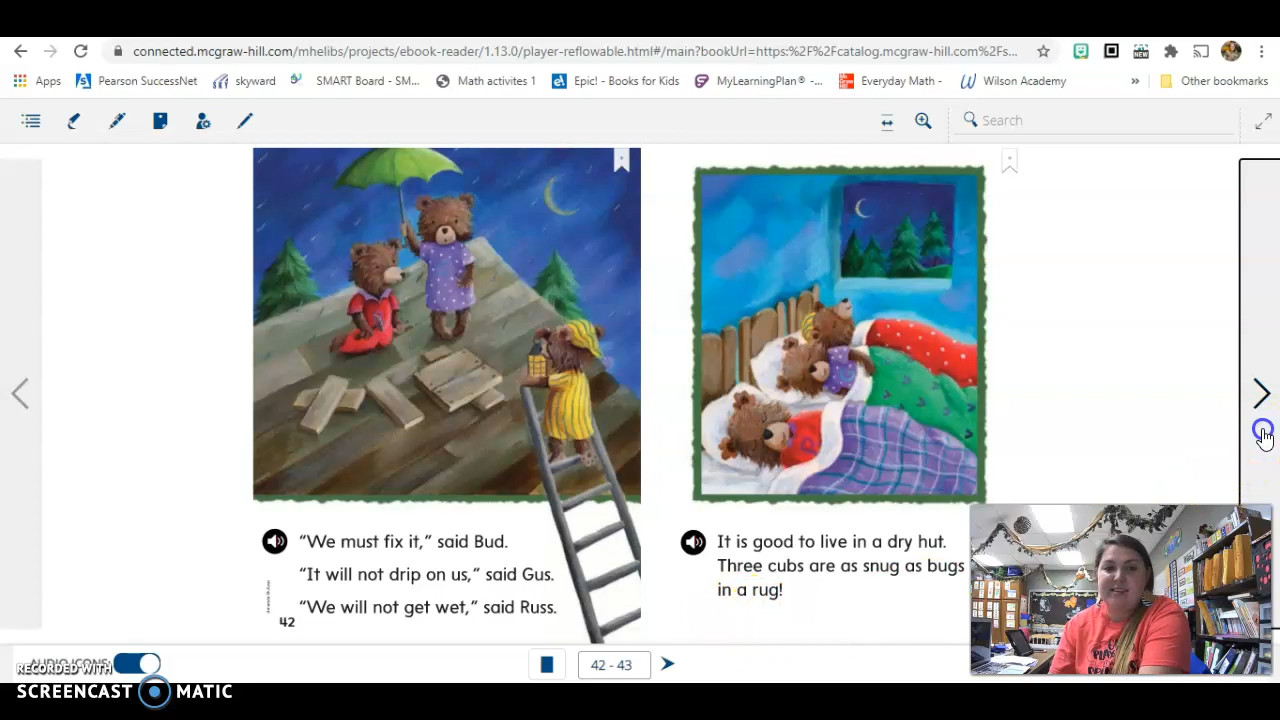 connected.mcgraw-hill.com/mhelibs/projects/ebook-reader/1.13.0/player-reflowable.html#/main?bookUrl=https:%2F%2Fcatalog.mcgraw-hill.com%2Fs...
NEW
Apps Pearson SuccessNet skyward SMART Board - SM... Math activites 1 Epic! - Books for Kids MyLearningPlan ®-... Everyday Math - Wilson Academy » Other bookmarks
Search
"We must fix it," said Bud.
"It will not drip on us," said Gus.
"We will not get wet," said Russ.
42
It is good to live in a dry hut.
Three cubs are as snug as bugs
in a rug!
42 - 43
RECORDED WITH
SCREENCAST MATIC